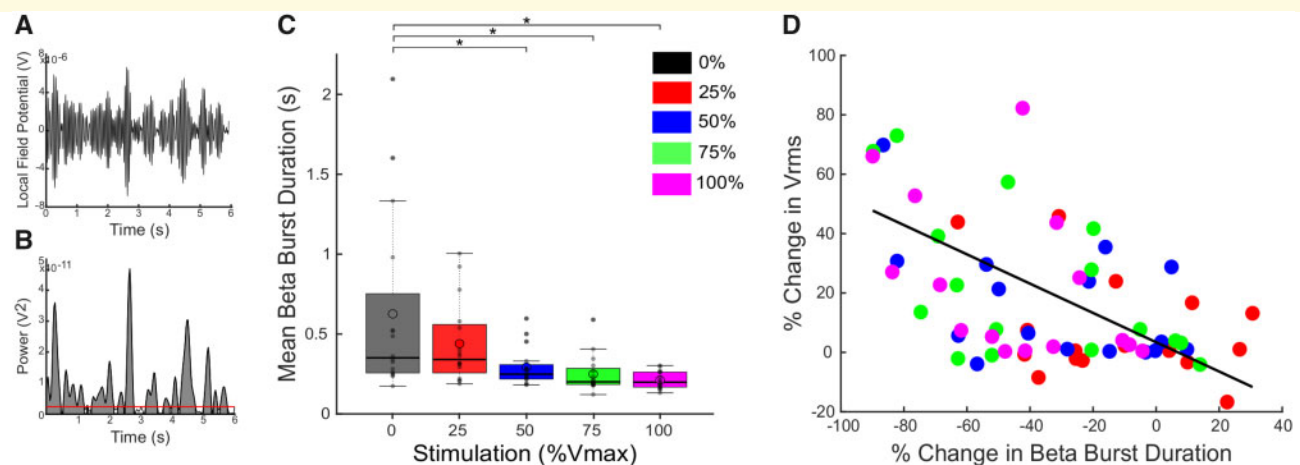 A
Local Field Potential (V)
8
x10-6
4
0
-4
-8
0 1 2 3 4 5 6
Time (s)
B
Power (V2)
5
x10-11
4
3
2
1
0
0 1 2 3 4 5 6
Time (s)
C
*
*
*
Mean Beta Burst Duration (s)
2
1.5
1
0.5
0
0 25 50 75 100
Stimulation (%Vmax)
0%
25%
50%
75%
100%
D
% Change in Vrms
100
80
60
40
20
0
-20
-100 -80 -60 -40 -20 0 20 40
% Change in Beta Burst Duration